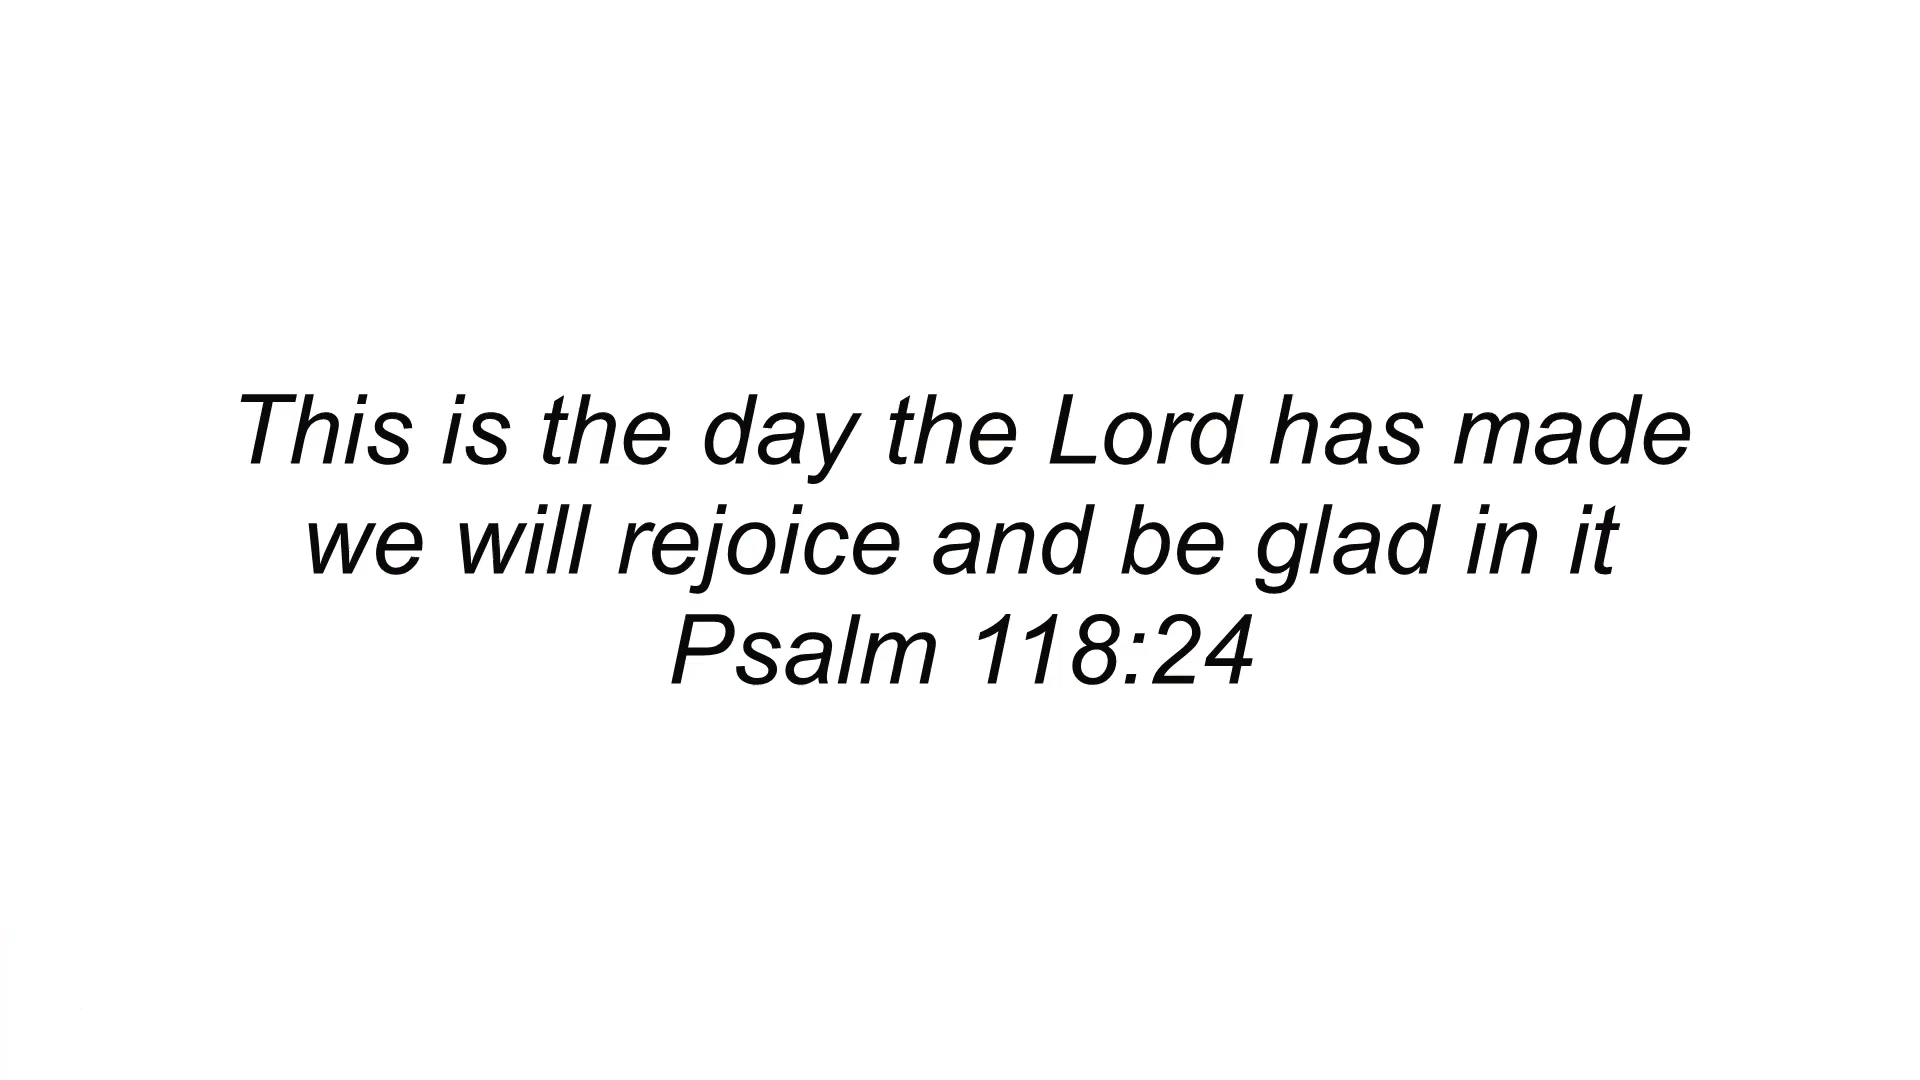 This is the day the Lord has made
we will rejoice and be glad in it
Psalm 118:24